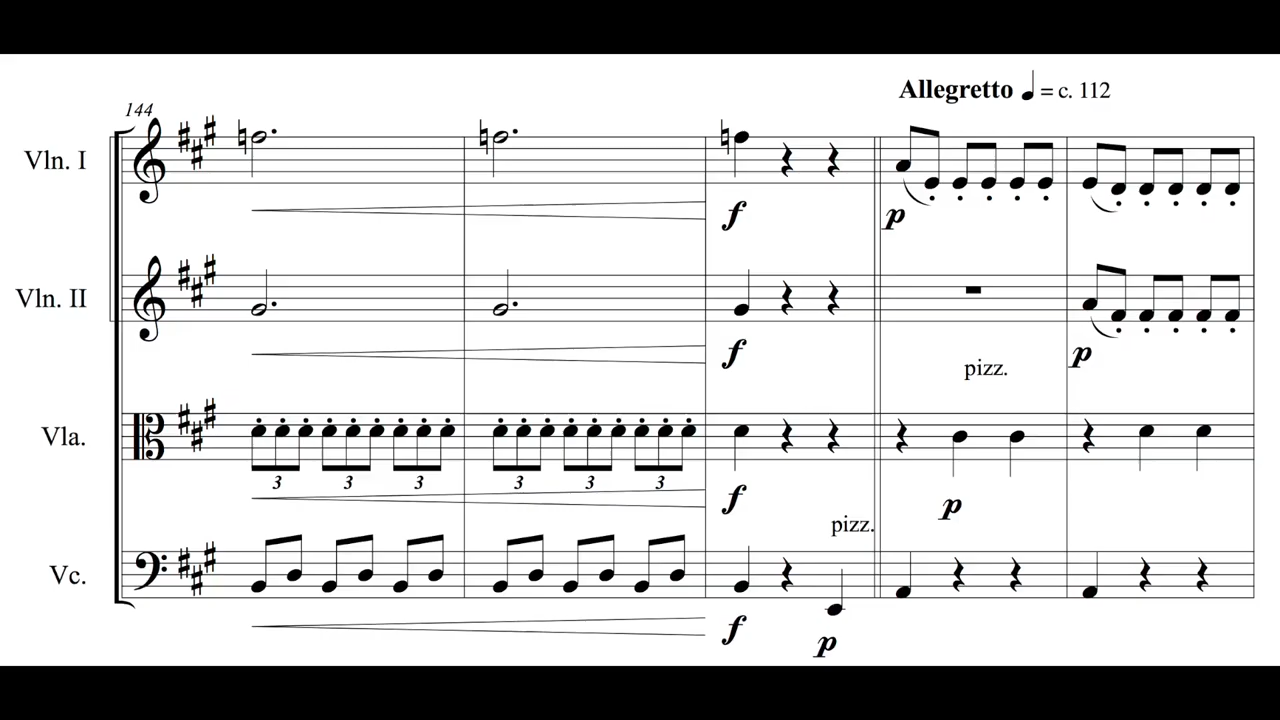 Allegretto ♩ = c. 112
144
Vln. I
f
p
Vln. II
f
p
pizz.
Vla.
3 3 3 3 3 3
f
p
pizz.
Vc.
f
p